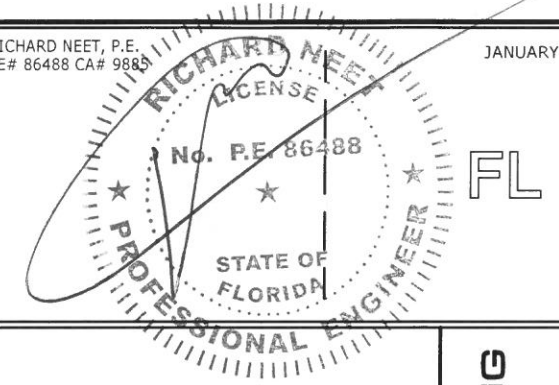 ICHARD NEET, P.E.
E# 86488 CA# 9885
JANUARY
RICHARD NEET
LICENSE
No. P.E. 86488
STATE OF
FLORIDA
PROFESSIONAL ENGINEER
FL
G